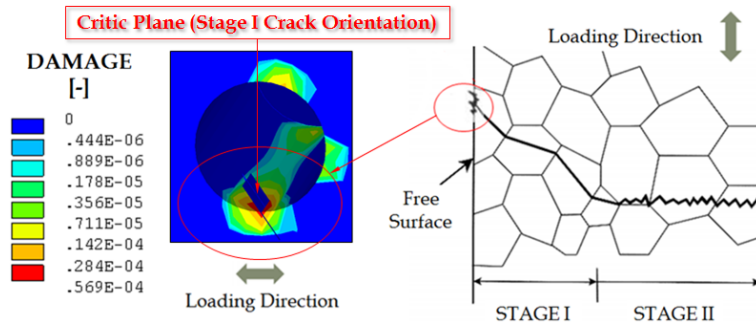 Critic Plane (Stage I Crack Orientation)
DAMAGE
[-]
0
.444E-06
.889E-06
.178E-05
.356E-05
.711E-05
.142E-04
.284E-04
.569E-04
Loading Direction
Loading Direction
Free
Surface
STAGE I
STAGE II